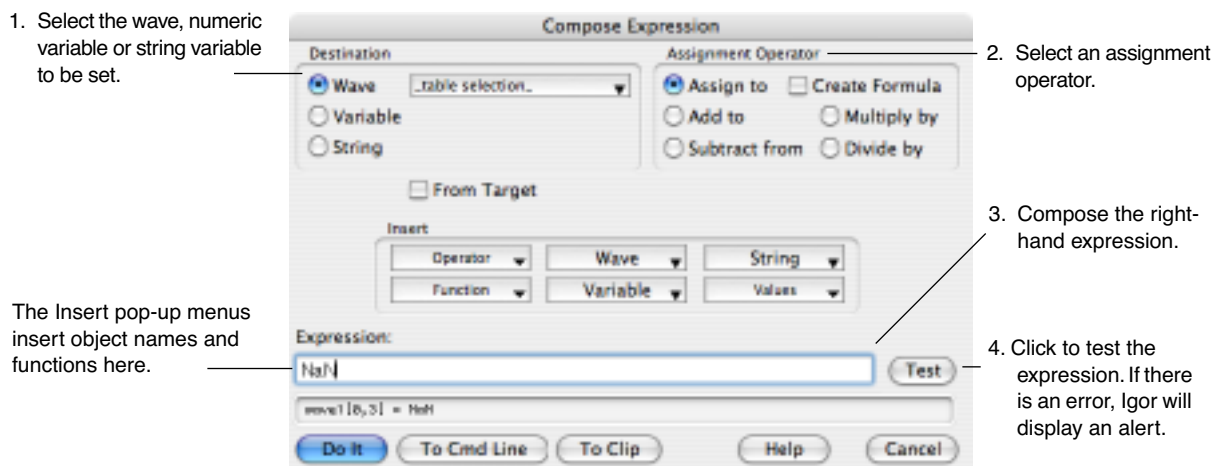 1. Select the wave, numeric
variable or string variable
to be set.
Compose Expression
Destination
Assignment Operator
2. Select an assignment
operator.
Wave _table selection_
Assign to Create Formula
Variable
Add to Multiply by
String
Subtract from Divide by
From Target
3. Compose the right-
hand expression.
Insert
Operator Wave String
Function Variable Values
The Insert pop-up menus
insert object names and
functions here.
Expression:
NaN
Test
4. Click to test the
expression. If there
is an error, Igor will
display an alert.
wave1[0,3] = NaN
Do It To Cmd Line To Clip Help Cancel